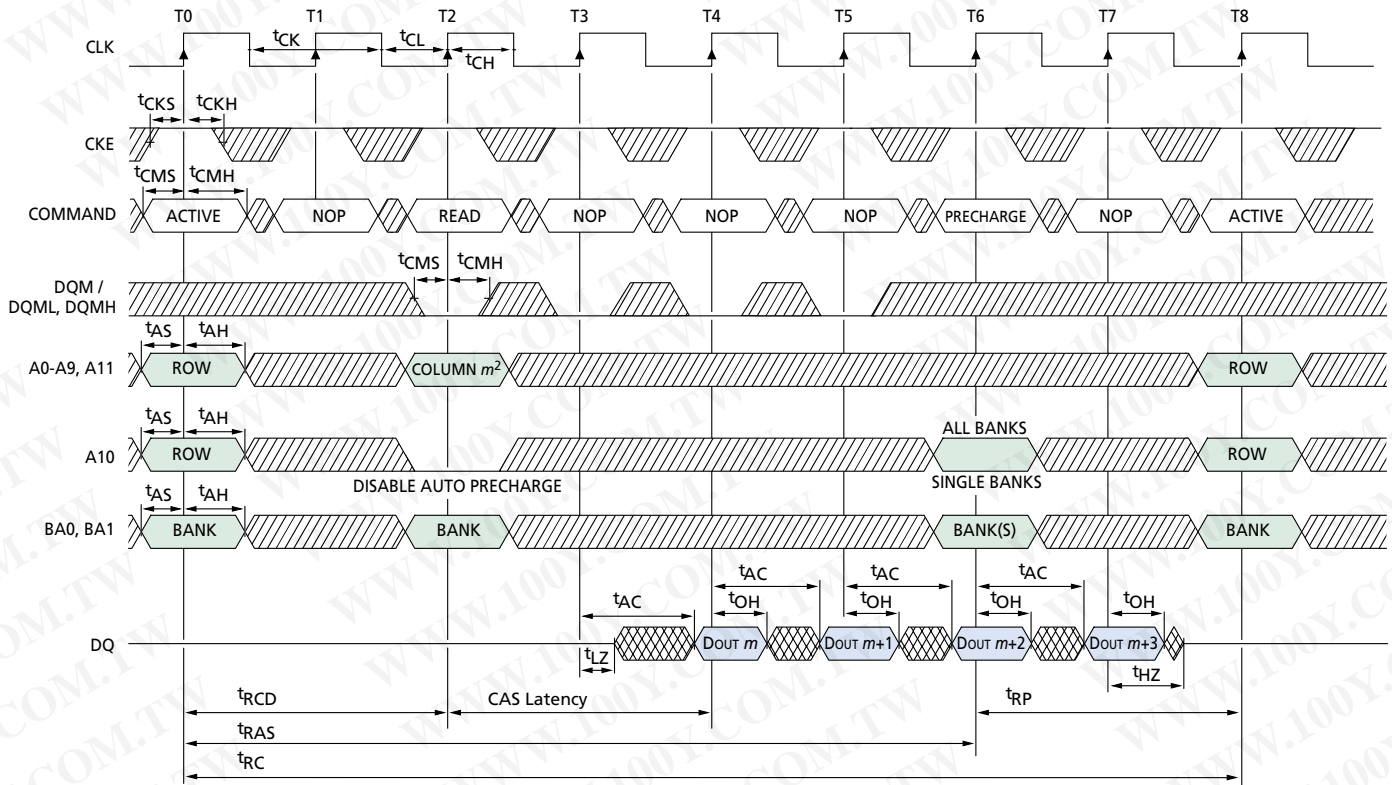 T0 T1 T2 T3 T4 T5 T6 T7 T8
CLK
tCK tCL
tCH
tCKS tCKH
CKE
tCMS tCMH
COMMAND ACTIVE NOP READ NOP NOP NOP PRECHARGE NOP ACTIVE
tCMS tCMH
DQM /
DQML, DQMH
tAS tAH
A0-A9, A11 ROW COLUMN m2 ROW
tAS tAH ALL BANKS
A10 ROW ROW
DISABLE AUTO PRECHARGE SINGLE BANKS
tAS tAH
BA0, BA1 BANK BANK BANK(S) BANK
tAC tAC tAC
tAC tOH tOH tOH tOH
DQ DOUT m DOUT m+1 DOUT m+2 DOUT m+3
tLZ tHZ
tRCD CAS Latency tRP
tRAS
tRC
WWW.100Y.COM.TW